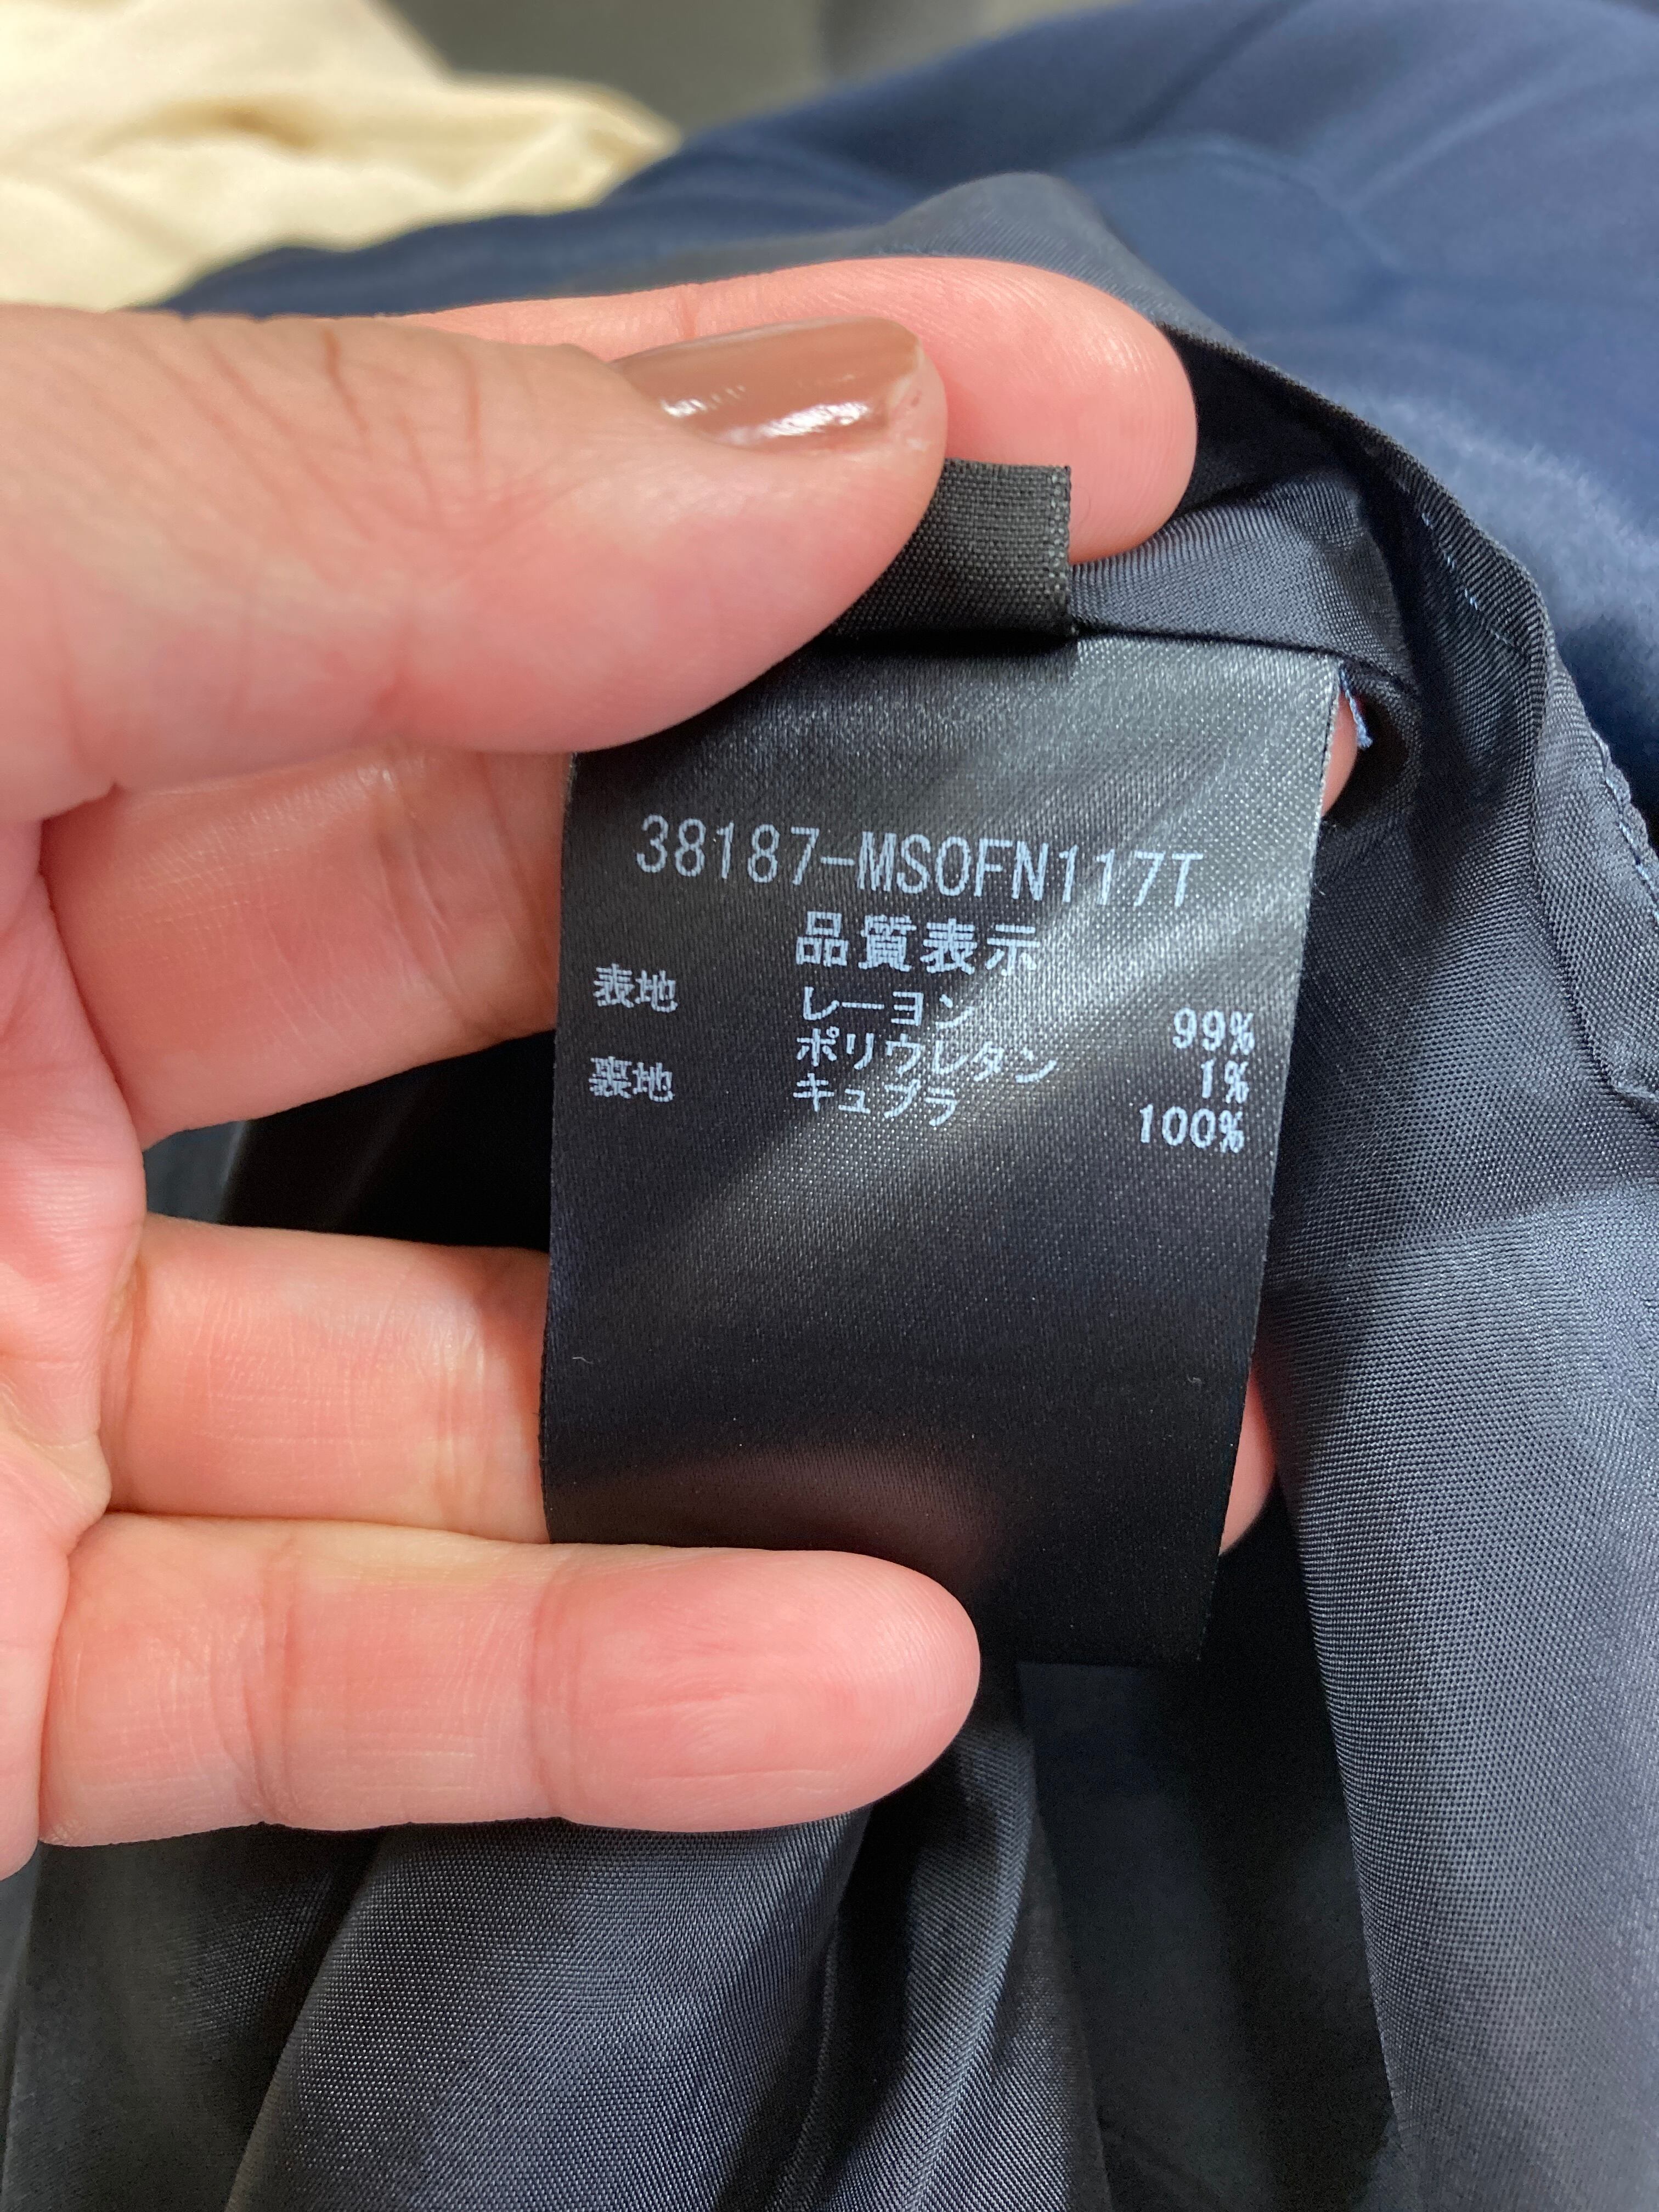 38187-MSOFN117T
品質表示
表地 レーヨン 99%
ポリウレタン 1%
裏地 キュプラ 100%